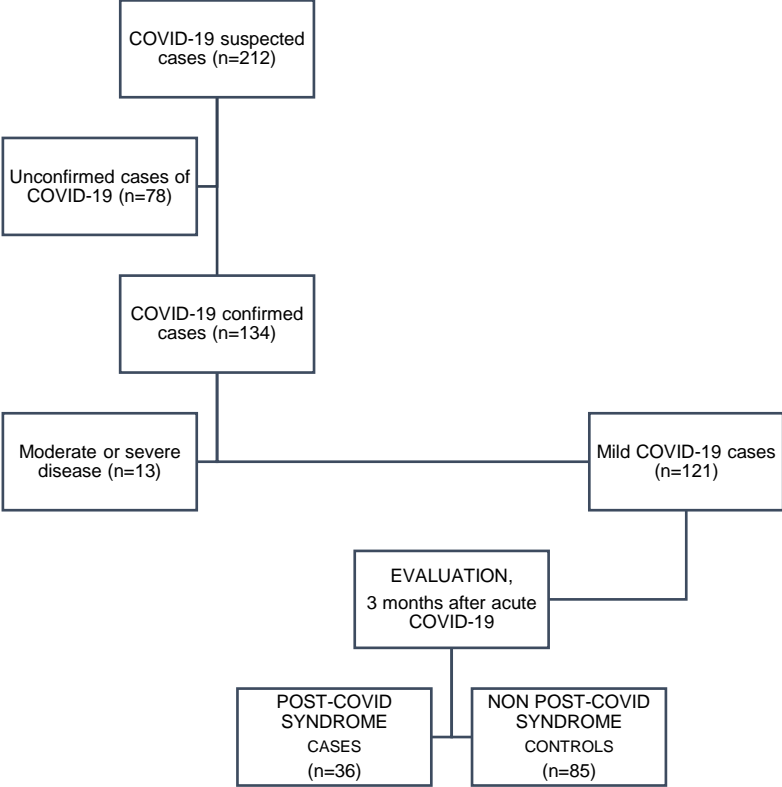 COVID-19 suspected
cases (n=212)
Unconfirmed cases of
COVID-19 (n=78)
COVID-19 confirmed
cases (n=134)
Moderate or severe
disease (n=13)
Mild COVID-19 cases
(n=121)
EVALUATION,
3 months after acute
COVID-19
POST-COVID
SYNDROME
CASES
(n=36)
NON POST-COVID
SYNDROME
CONTROLS
(n=85)